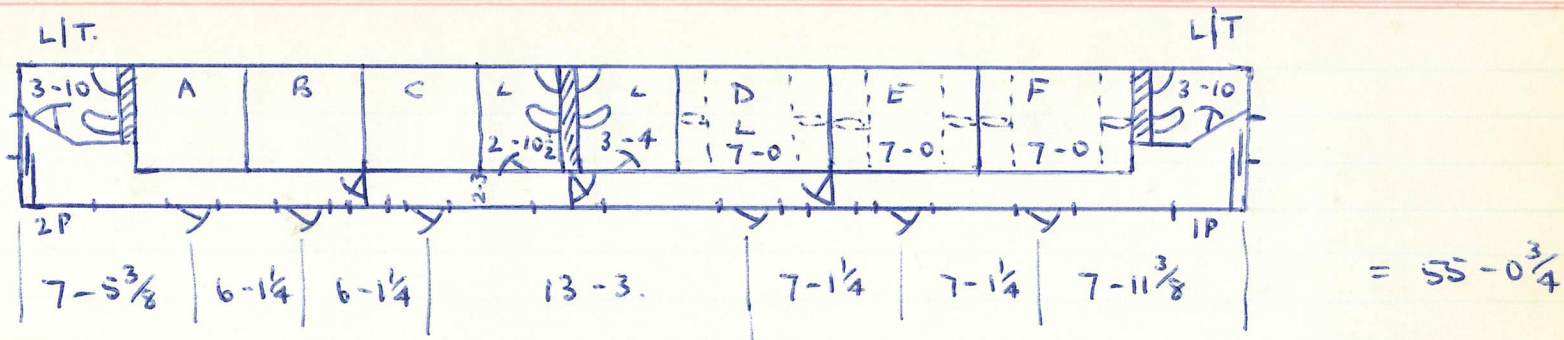 L/T. L/T
3-10 A B C L L D E F 3-10
L
2-10½ 3-4 7-0 7-0 7-0
2.3
2P 1P
7-5⅜ 6-1¼ 6-1¼ 13-3. 7-1¼ 7-1¼ 7-11⅜ = 55-0¾